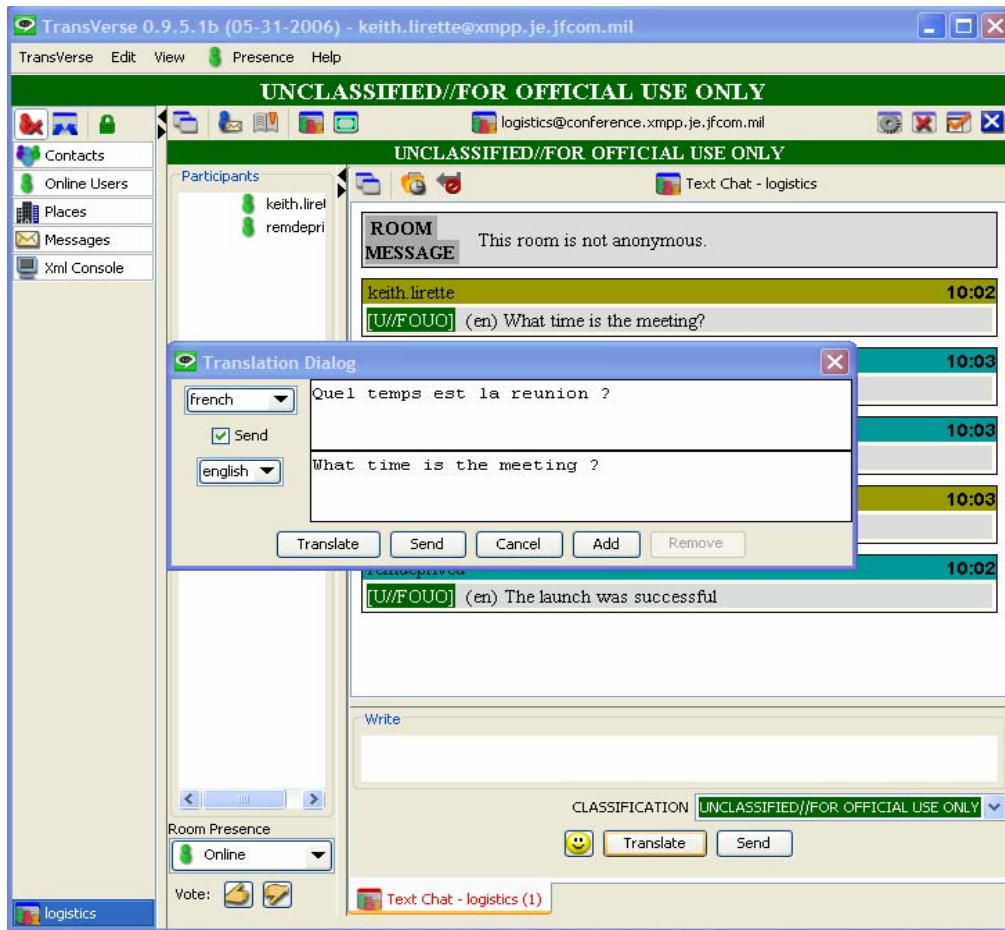 TransVerse 0.9.5.1b (05-31-2006) - keith.lirette@xmpp.je.jfcom.mil
TransVerse Edit View Presence Help
UNCLASSIFIED//FOR OFFICIAL USE ONLY
logistics@conference.xmpp.je.jfcom.mil
Contacts
Online Users
Places
Messages
Xml Console
UNCLASSIFIED//FOR OFFICIAL USE ONLY
Participants
keith.lirel
remdepri
Text Chat - logistics
ROOM
MESSAGE
This room is not anonymous.
keith.lirette 10:02
[U//FOUO] (en) What time is the meeting?
10:03
10:03
10:03
Translation Dialog
french
Quel temps est la reunion ?
Send
english
What time is the meeting ?
Translate Send Cancel Add Remove
10:02
[U//FOUO] (en) The launch was successful
Write
CLASSIFICATION UNCLASSIFIED//FOR OFFICIAL USE ONLY
Translate Send
Room Presence
Online
Vote:
Text Chat - logistics (1)
logistics